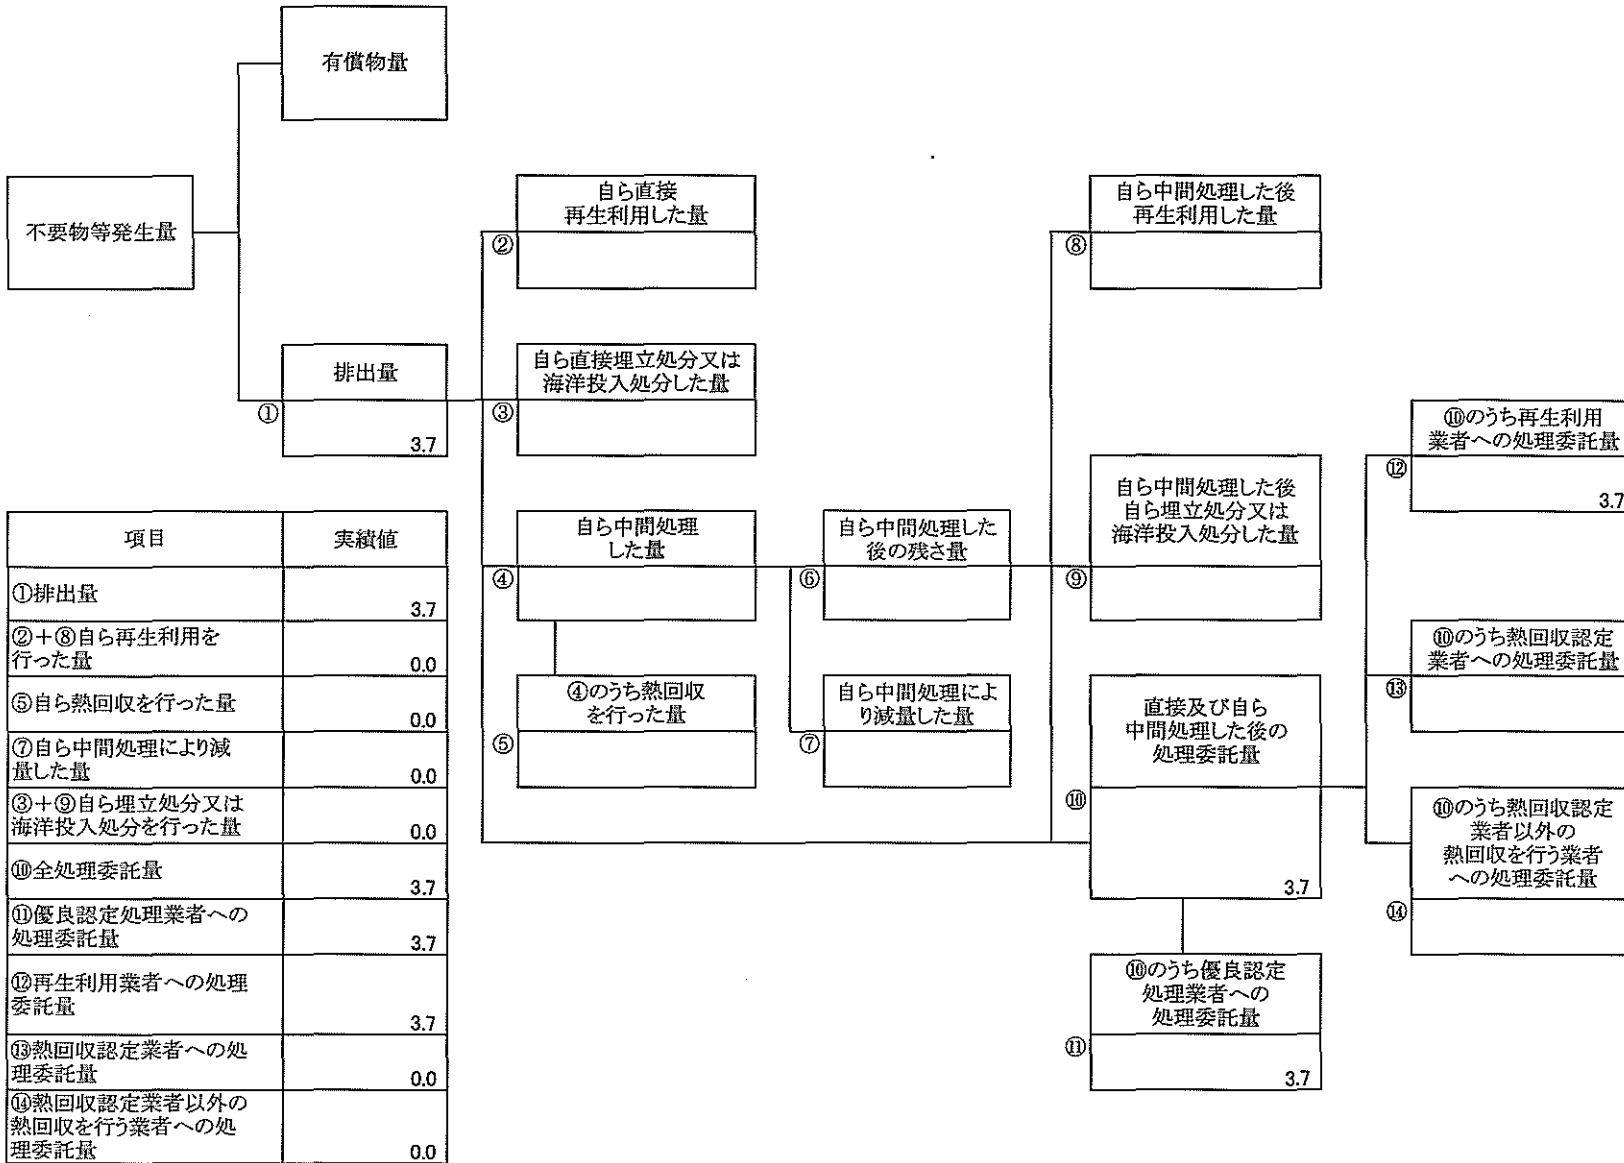 有償物量
不要物等発生量
自ら直接
再生利用した量
②
自ら中間処理した後
再生利用した量
⑧
排出量
①
3.7
自ら直接埋立処分又は
海洋投入処分した量
③
⑩のうち再生利用
業者への処理委託量
⑫
3.7
自ら中間処理
した量
④
自ら中間処理した
後の残さ量
⑥
自ら中間処理した後
自ら埋立処分又は
海洋投入処分した量
⑨
⑩のうち熱回収認定
業者への処理委託量
⑬
④のうち熱回収
を行った量
⑤
自ら中間処理によ
り減量した量
⑦
直接及び自ら
中間処理した後の
処理委託量
⑩
3.7
⑩のうち熱回収認定
業者以外の
熱回収を行う業者
への処理委託量
⑭
⑩のうち優良認定
処理業者への
処理委託量
⑪
3.7
項目 実績値
①排出量
3.7
②+⑧自ら再生利用を
行った量
0.0
⑤自ら熱回収を行った量
0.0
⑦自ら中間処理により減
量した量
0.0
③+⑨自ら埋立処分又は
海洋投入処分を行った量
0.0
⑩全処理委託量
3.7
⑪優良認定処理業者への
処理委託量
3.7
⑫再生利用業者への処理
委託量
3.7
⑬熱回収認定業者への処
理委託量
0.0
⑭熱回収認定業者以外の
熱回収を行う業者への処
理委託量
0.0